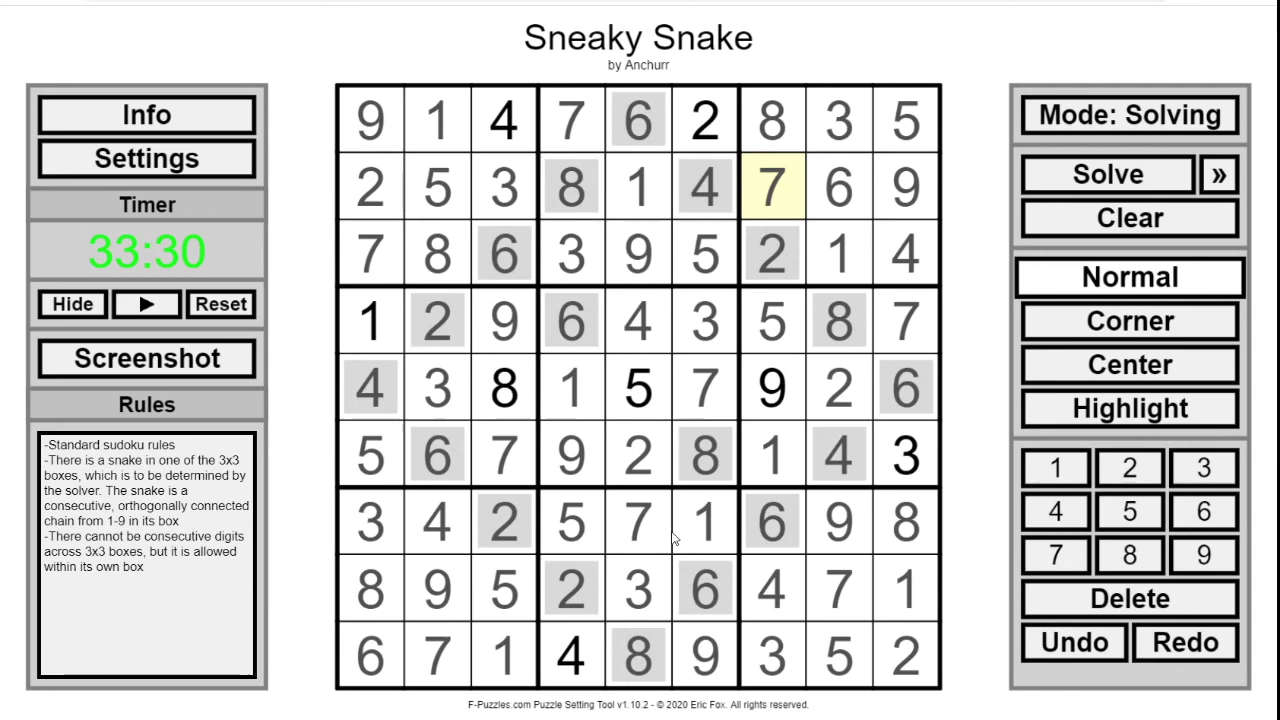 Sneaky Snake
by Anchurr
Info
Settings
Timer
33:30
Hide ▶ Reset
Screenshot
Rules
-Standard sudoku rules
-There is a snake in one of the 3x3
boxes, which is to be determined by
the solver. The snake is a
consecutive, orthogonally connected
chain from 1-9 in its box
-There cannot be consecutive digits
across 3x3 boxes, but it is allowed
within its own box
9 1 4 7 6 2 8 3 5
2 5 3 8 1 4 7 6 9
7 8 6 3 9 5 2 1 4
1 2 9 6 4 3 5 8 7
4 3 8 1 5 7 9 2 6
5 6 7 9 2 8 1 4 3
3 4 2 5 7 1 6 9 8
8 9 5 2 3 6 4 7 1
6 7 1 4 8 9 3 5 2
Mode: Solving
Solve »
Clear
Normal
Corner
Center
Highlight
1 2 3
4 5 6
7 8 9
Delete
Undo Redo
F-Puzzles.com Puzzle Setting Tool v1.10.2 - © 2020 Eric Fox. All rights reserved.